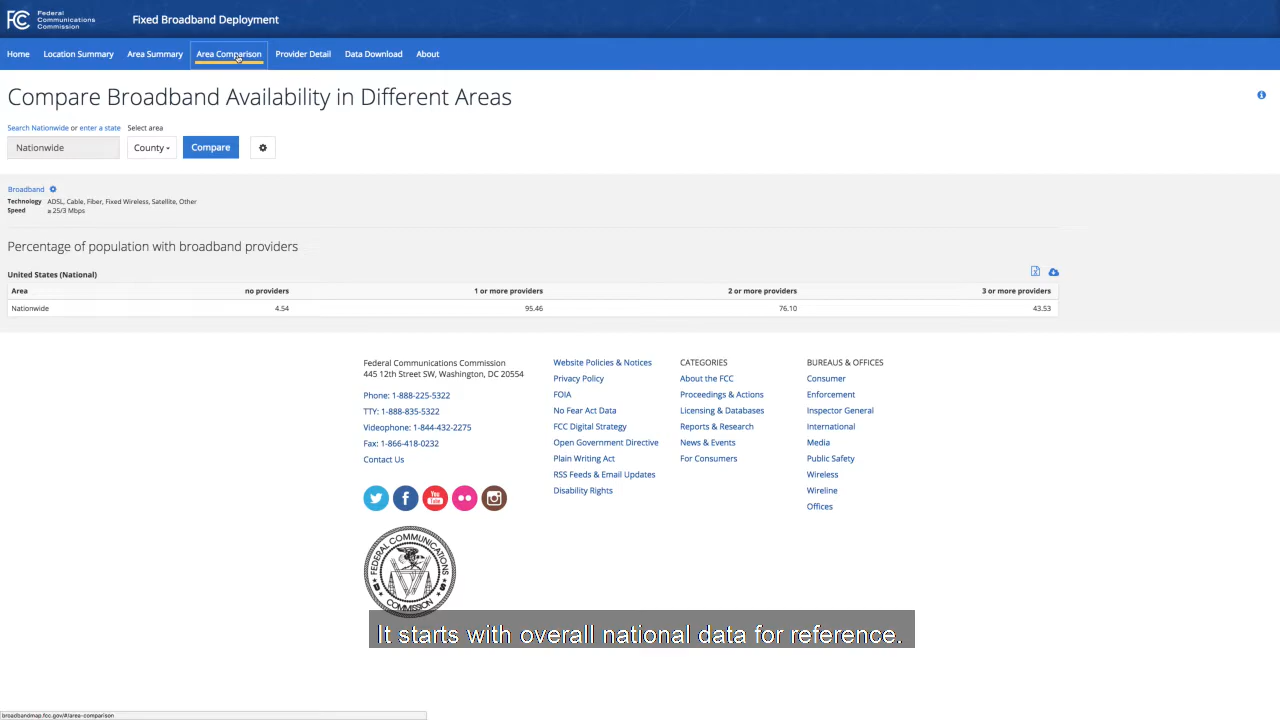 FCC Federal Communications Commission
Fixed Broadband Deployment
Home Location Summary Area Summary Area Comparison Provider Detail Data Download About
Compare Broadband Availability in Different Areas
Search Nationwide or enter a state Select area
Nationwide County Compare
Broadband
Technology ADSL, Cable, Fiber, Fixed Wireless, Satellite, Other
Speed ≥ 25/3 Mbps
Percentage of population with broadband providers
United States (National)
Area no providers 1 or more providers 2 or more providers 3 or more providers
Nationwide 4.54 95.46 76.10 43.53
Federal Communications Commission
445 12th Street SW, Washington, DC 20554
Phone: 1-888-225-5322
TTY: 1-888-835-5322
Videophone: 1-844-432-2275
Fax: 1-866-418-0232
Contact Us
You Tube
FEDERAL COMMUNICATIONS COMMISSION
Website Policies & Notices
Privacy Policy
FOIA
No Fear Act Data
FCC Digital Strategy
Open Government Directive
Plain Writing Act
RSS Feeds & Email Updates
Disability Rights
CATEGORIES
About the FCC
Proceedings & Actions
Licensing & Databases
Reports & Research
News & Events
For Consumers
BUREAUS & OFFICES
Consumer
Enforcement
Inspector General
International
Media
Public Safety
Wireless
Wireline
Offices
It starts with overall national data for reference.
broadbandmap.fcc.gov/#/area-comparison